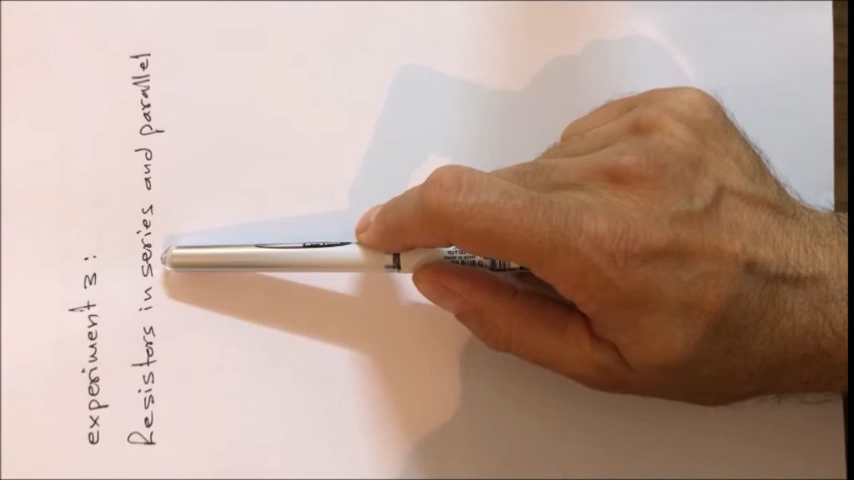 experiment 3:
Resistors in series and parallel